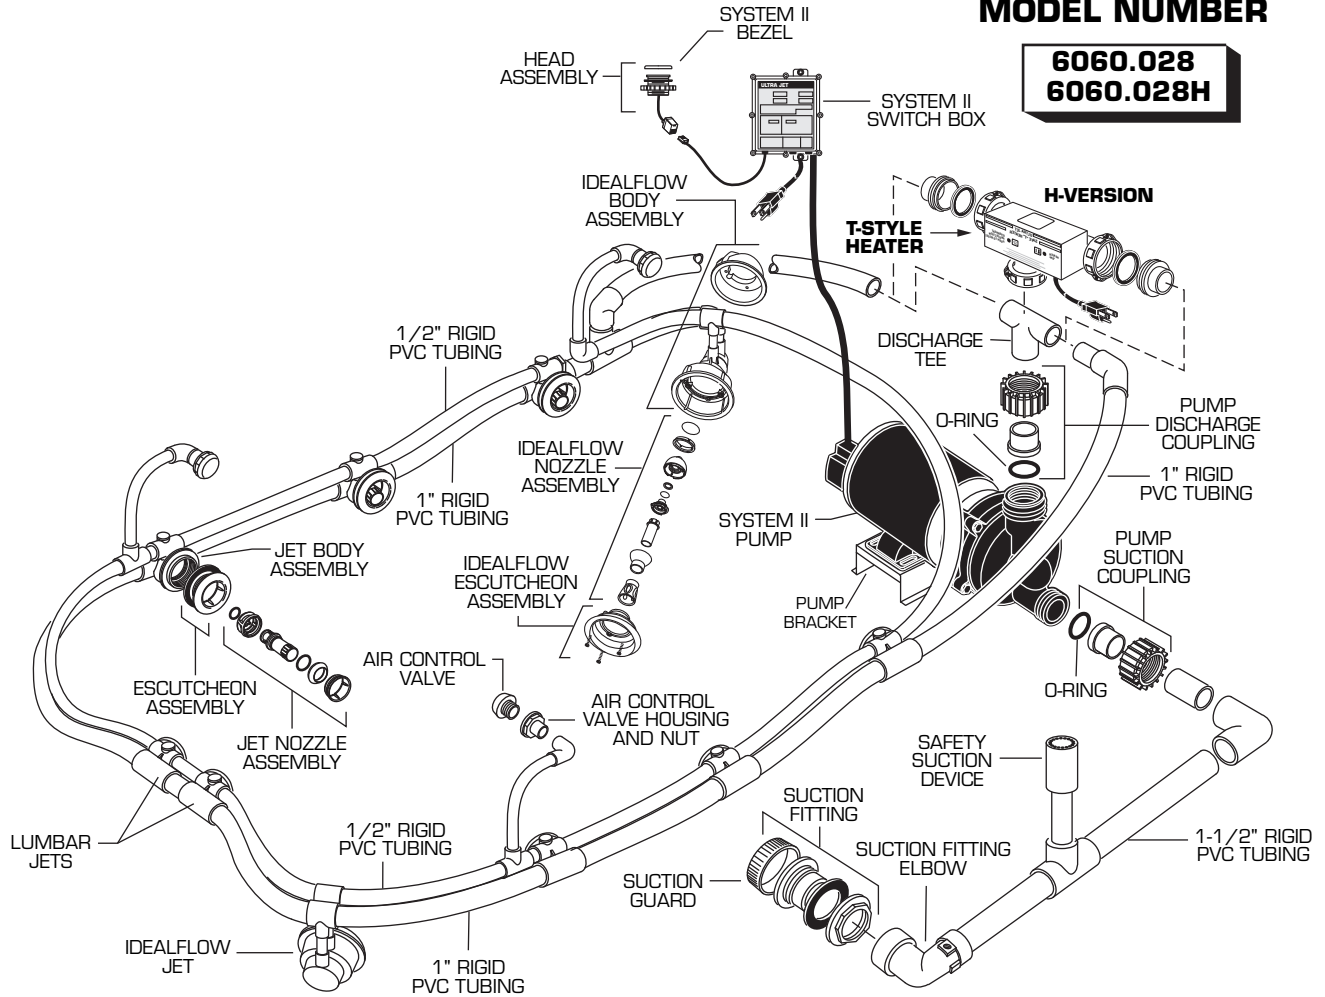 MODEL NUMBER
6060.028
6060.028H
SYSTEM II
BEZEL
HEAD
ASSEMBLY
ULTRA JET
SYSTEM II
SWITCH BOX
IDEALFLOW
BODY
ASSEMBLY
H-VERSION
T-STYLE
HEATER
1/2" RIGID
PVC TUBING
DISCHARGE
TEE
O-RING
PUMP
DISCHARGE
COUPLING
IDEALFLOW
NOZZLE
ASSEMBLY
1" RIGID
PVC TUBING
1" RIGID
PVC TUBING
SYSTEM II
PUMP
JET BODY
ASSEMBLY
IDEALFLOW
ESCUTCHEON
ASSEMBLY
PUMP
SUCTION
COUPLING
PUMP
BRACKET
AIR CONTROL
VALVE
O-RING
ESCUTCHEON
ASSEMBLY
AIR CONTROL
VALVE HOUSING
AND NUT
JET NOZZLE
ASSEMBLY
SAFETY
SUCTION
DEVICE
SUCTION
FITTING
LUMBAR
JETS
1/2" RIGID
PVC TUBING
SUCTION FITTING
ELBOW
1-1/2" RIGID
PVC TUBING
SUCTION
GUARD
IDEALFLOW
JET
1" RIGID
PVC TUBING